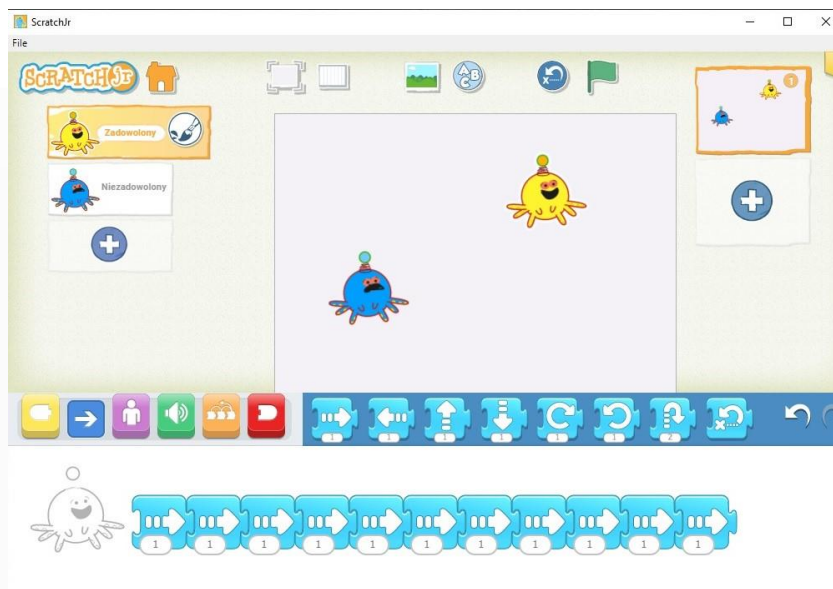 ScratchJr
File
SCRATCHJr
Zadowolony
Niezadowolony
ABC
1
1 1 1 1 1 1 2
1 1 1 1 1 1 1 1 1 1 1